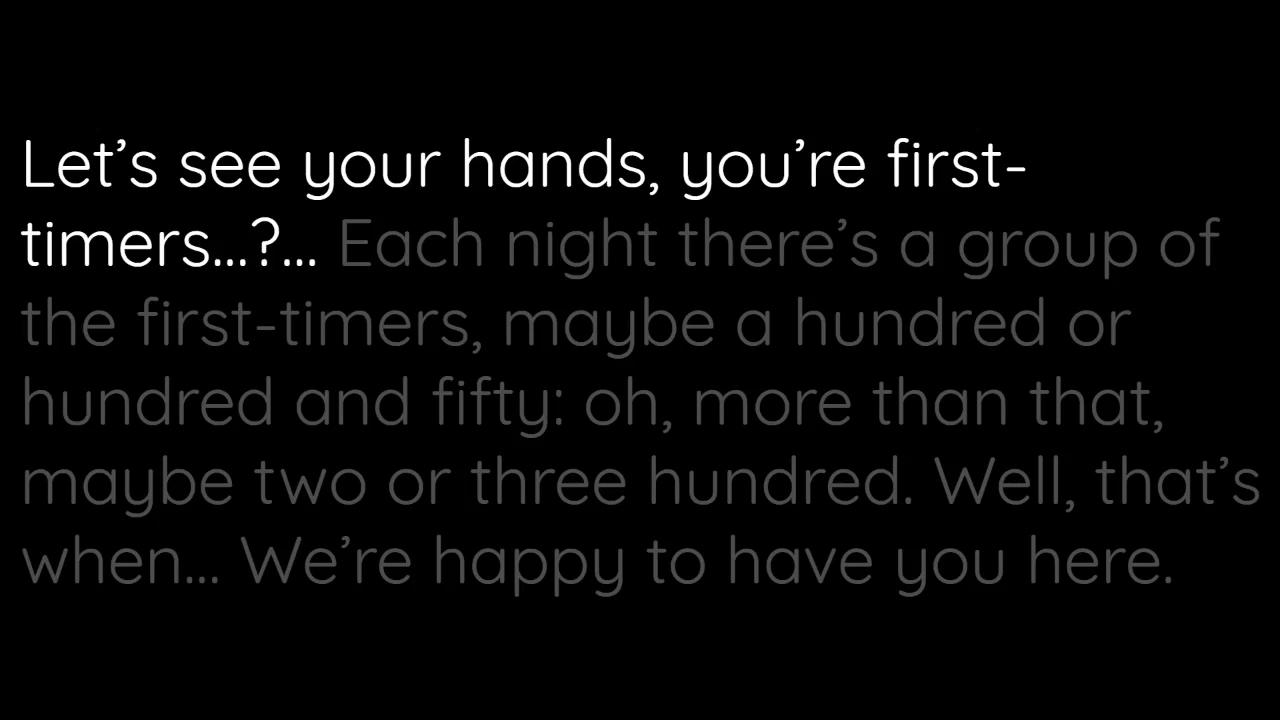 Let’s see your hands, you’re first-
timers...?... Each night there’s a group of
the first-timers, maybe a hundred or
hundred and fifty: oh, more than that,
maybe two or three hundred. Well, that’s
when... We’re happy to have you here.